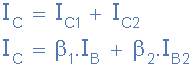 I_C = I_C1 + I_C2
I_C = β_1.I_B + β_2.I_B2